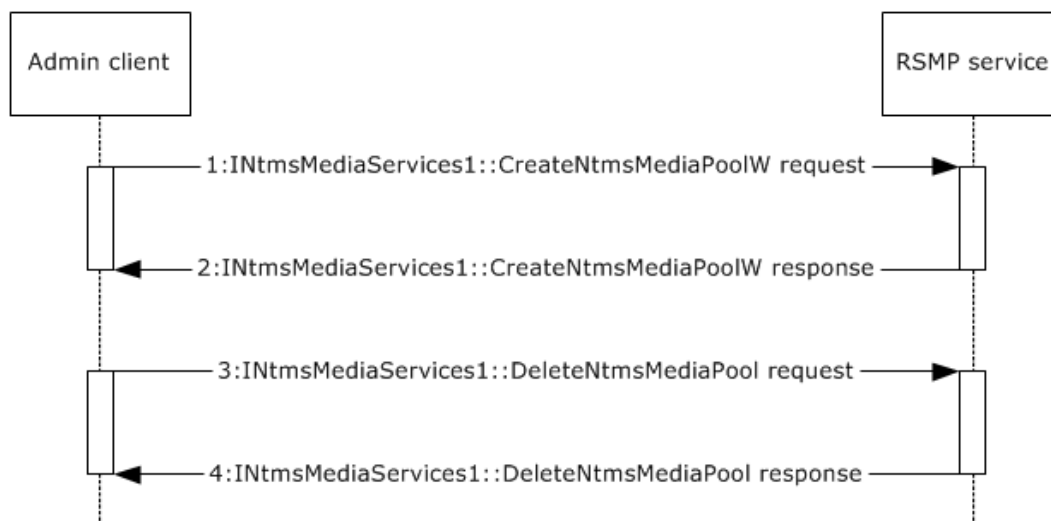 Admin client
RSMP service
1:INtmsMediaServices1::CreateNtmsMediaPoolW request
2:INtmsMediaServices1::CreateNtmsMediaPoolW response
3:INtmsMediaServices1::DeleteNtmsMediaPool request
4:INtmsMediaServices1::DeleteNtmsMediaPool response